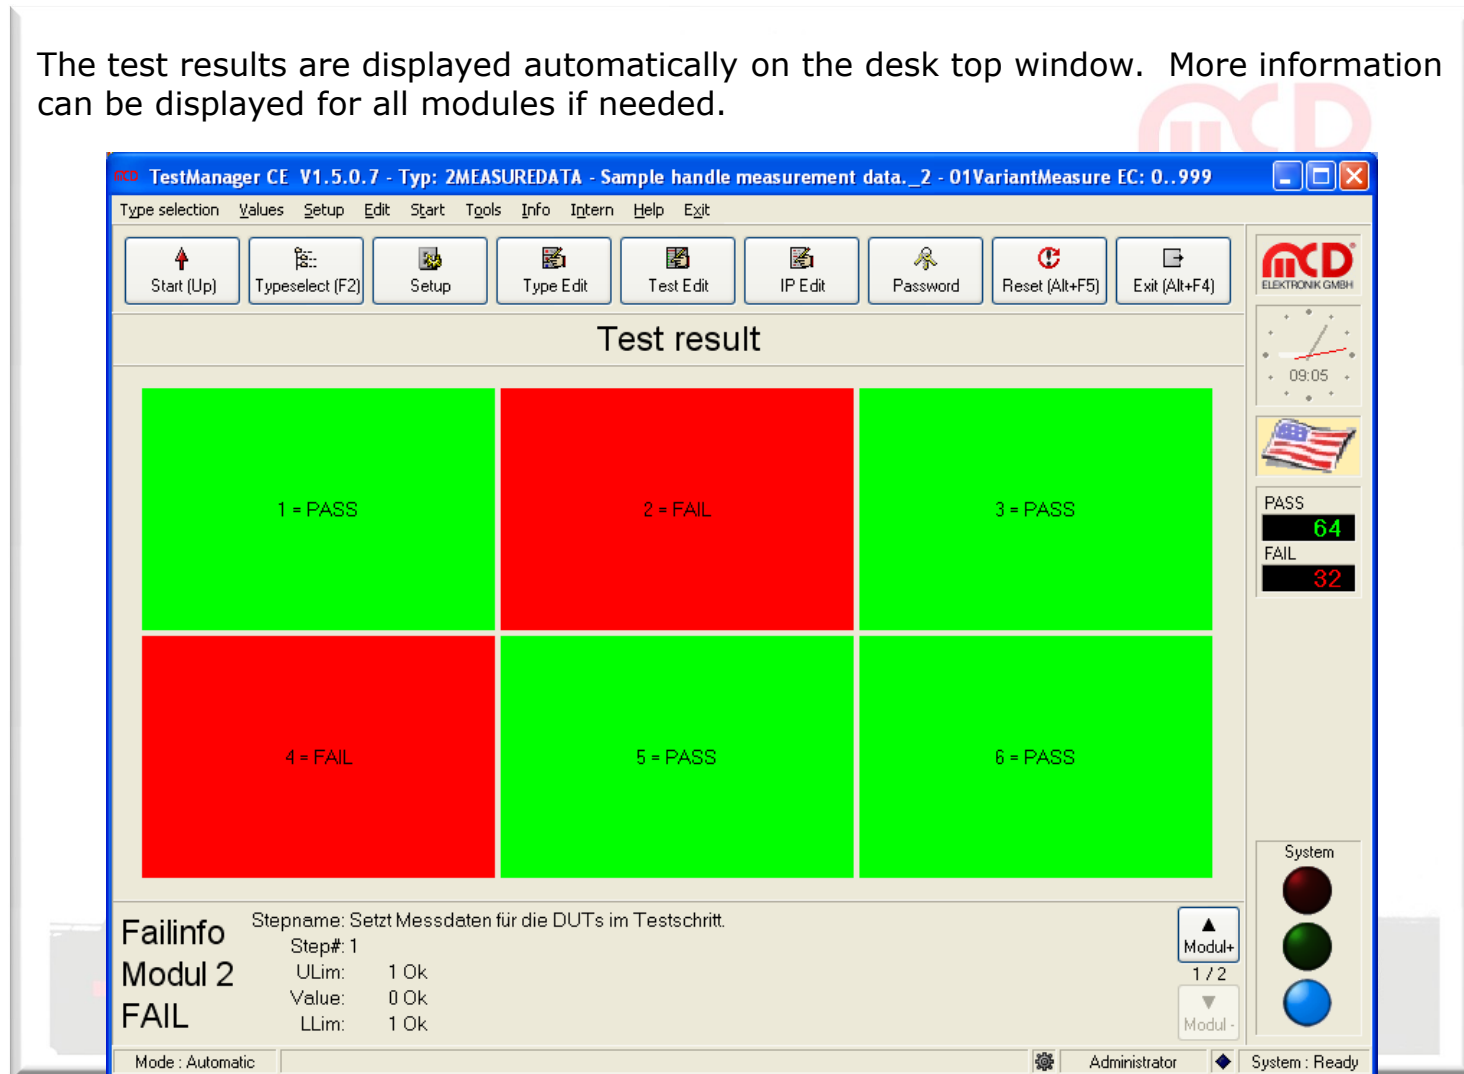 The test results are displayed automatically on the desk top window.  More information
can be displayed for all modules if needed.
MCD
MCD TestManager CE V1.5.0.7 - Typ: 2MEASUREDATA - Sample handle measurement data._2 - 01VariantMeasure EC: 0..999
Type selection Values Setup Edit Start Tools Info Intern Help Exit
Start (Up) Typeselect (F2) Setup Type Edit Test Edit IP Edit Password Reset (Alt+F5) Exit (Alt+F4)
MCD
ELEKTRONIK GMBH
Test result
09:05
1 = PASS 2 = FAIL 3 = PASS
PASS
64
FAIL
32
4 = FAIL 5 = PASS 6 = PASS
System
Failinfo
Modul 2
FAIL
Stepname: Setzt Messdaten für die DUTs im Testschritt.
Step#: 1
ULim: 1 Ok
Value: 0 Ok
LLim: 1 Ok
Modul+
1 / 2
Modul -
Mode : Automatic Administrator System : Ready